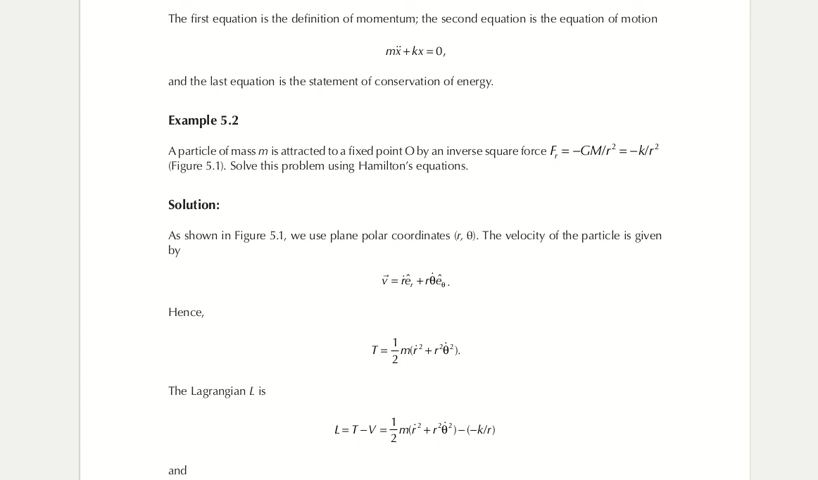 The first equation is the definition of momentum; the second equation is the equation of motion
mẍ + kx = 0,
and the last equation is the statement of conservation of energy.
Example 5.2
A particle of mass m is attracted to a fixed point O by an inverse square force F_r = −GM/r² = −k/r²
(Figure 5.1). Solve this problem using Hamilton's equations.
Solution:
As shown in Figure 5.1, we use plane polar coordinates (r, θ). The velocity of the particle is given
by
v⃗ = ṙê_r + rθ̇ê_θ.
Hence,
T = 1/2 m(ṙ² + r²θ̇²).
The Lagrangian L is
L = T − V = 1/2 m(ṙ² + r²θ̇²) − (−k/r)
and